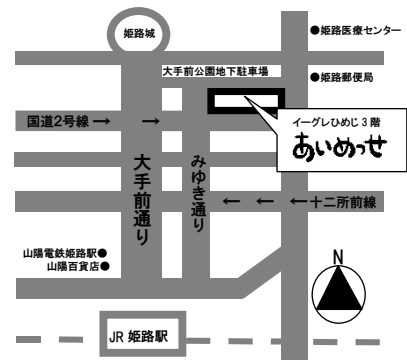 姫路城
●姫路医療センター
大手前公園地下駐車場
●姫路郵便局
イーグレひめじ3階
あいめっせ
国道2号線→ →
大手前通り
みゆき通り
← ← ←十二所前線
山陽電鉄姫路駅●
山陽百貨店●
N
JR 姫路駅